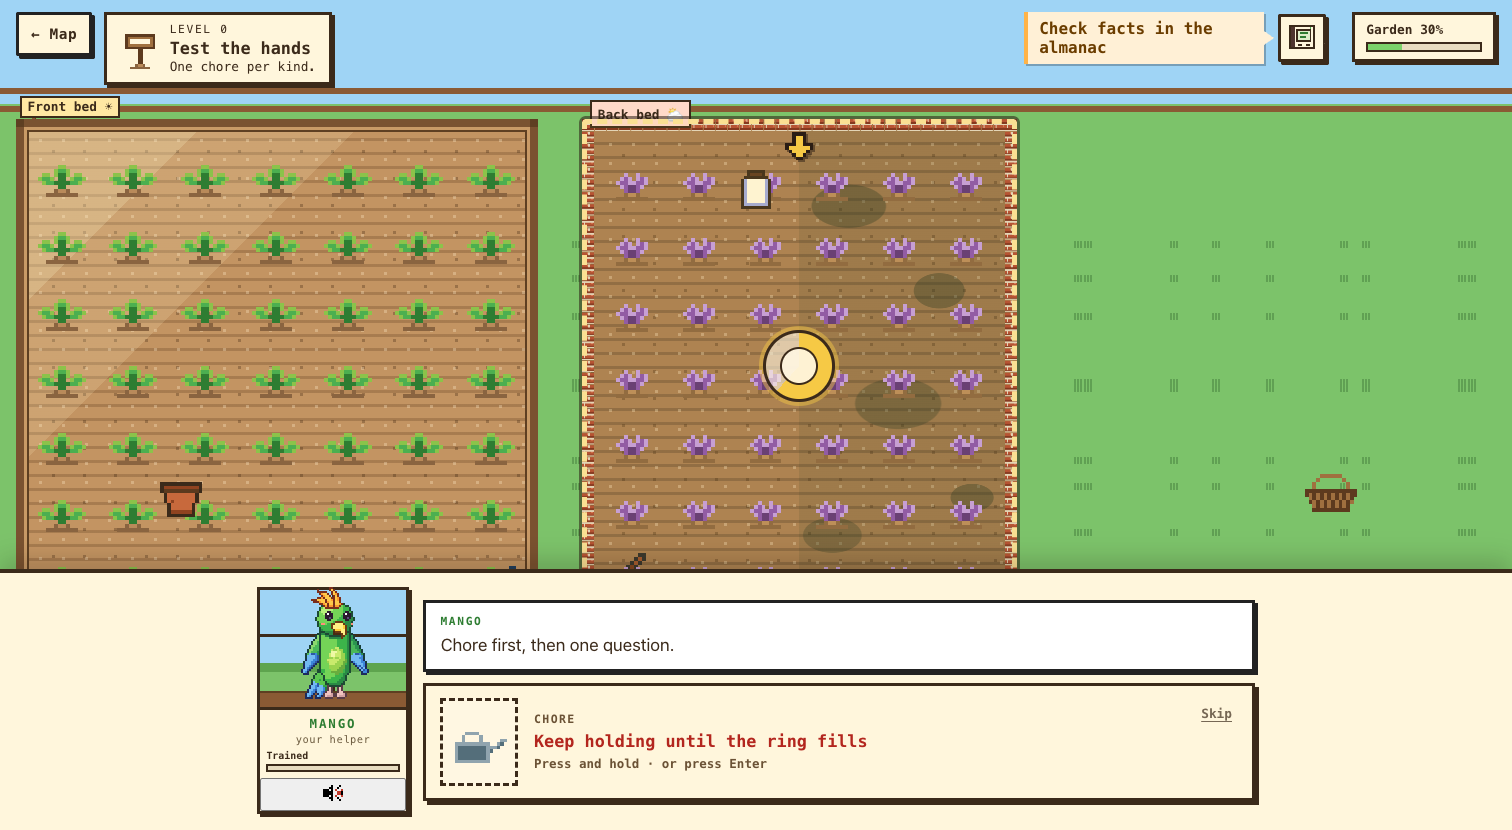 ← Map
LEVEL 0
Test the hands
One chore per kind.
Check facts in the
almanac
Garden 30%
Front bed ☀
Back bed ⛅
MANGO
Chore first, then one question.
MANGO
your helper
Trained
CHORE
Keep holding until the ring fills
Press and hold · or press Enter
Skip